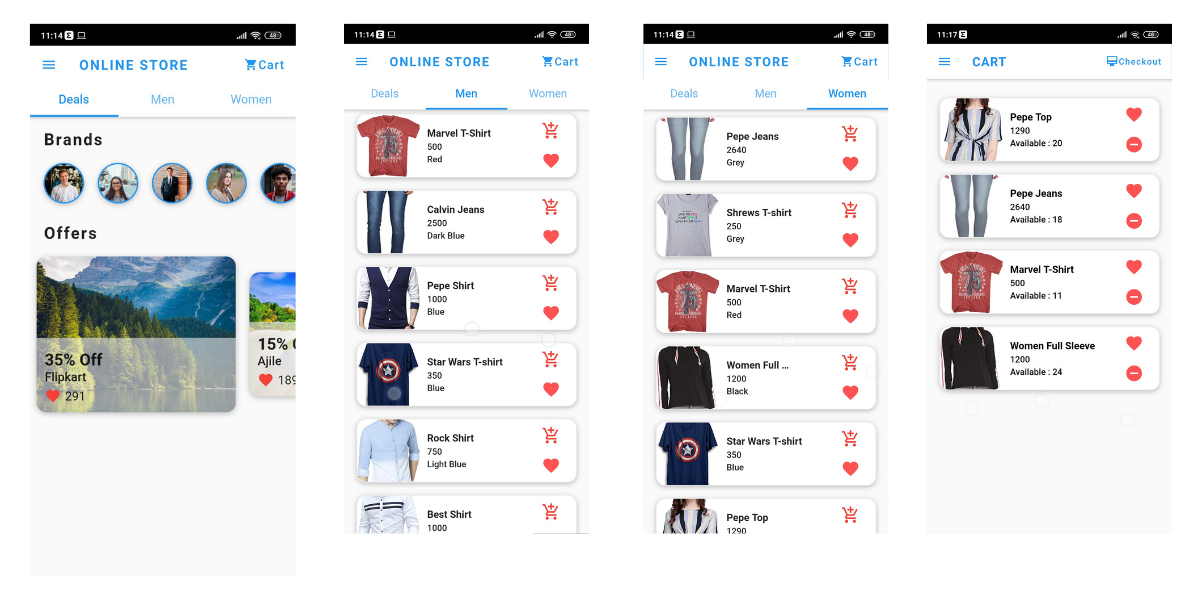 11:14
48
ONLINE STORE
Cart
Deals
Men
Women
Brands
Offers
35% Off
Flipkart
291
15%
Ajile
189
11:14
48
ONLINE STORE
Cart
Deals
Men
Women
Marvel T-Shirt
500
Red
Calvin Jeans
2500
Dark Blue
Pepe Shirt
1000
Blue
Star Wars T-shirt
350
Blue
Rock Shirt
750
Light Blue
Best Shirt
1000
11:14
48
ONLINE STORE
Cart
Deals
Men
Women
Pepe Jeans
2640
Grey
Shrews T-shirt
250
Grey
Marvel T-Shirt
500
Red
Women Full ...
1200
Black
Star Wars T-shirt
350
Blue
Pepe Top
1290
11:17
48
CART
Checkout
Pepe Top
1290
Available : 20
Pepe Jeans
2640
Available : 18
Marvel T-Shirt
500
Available : 11
Women Full Sleeve
1200
Available : 24